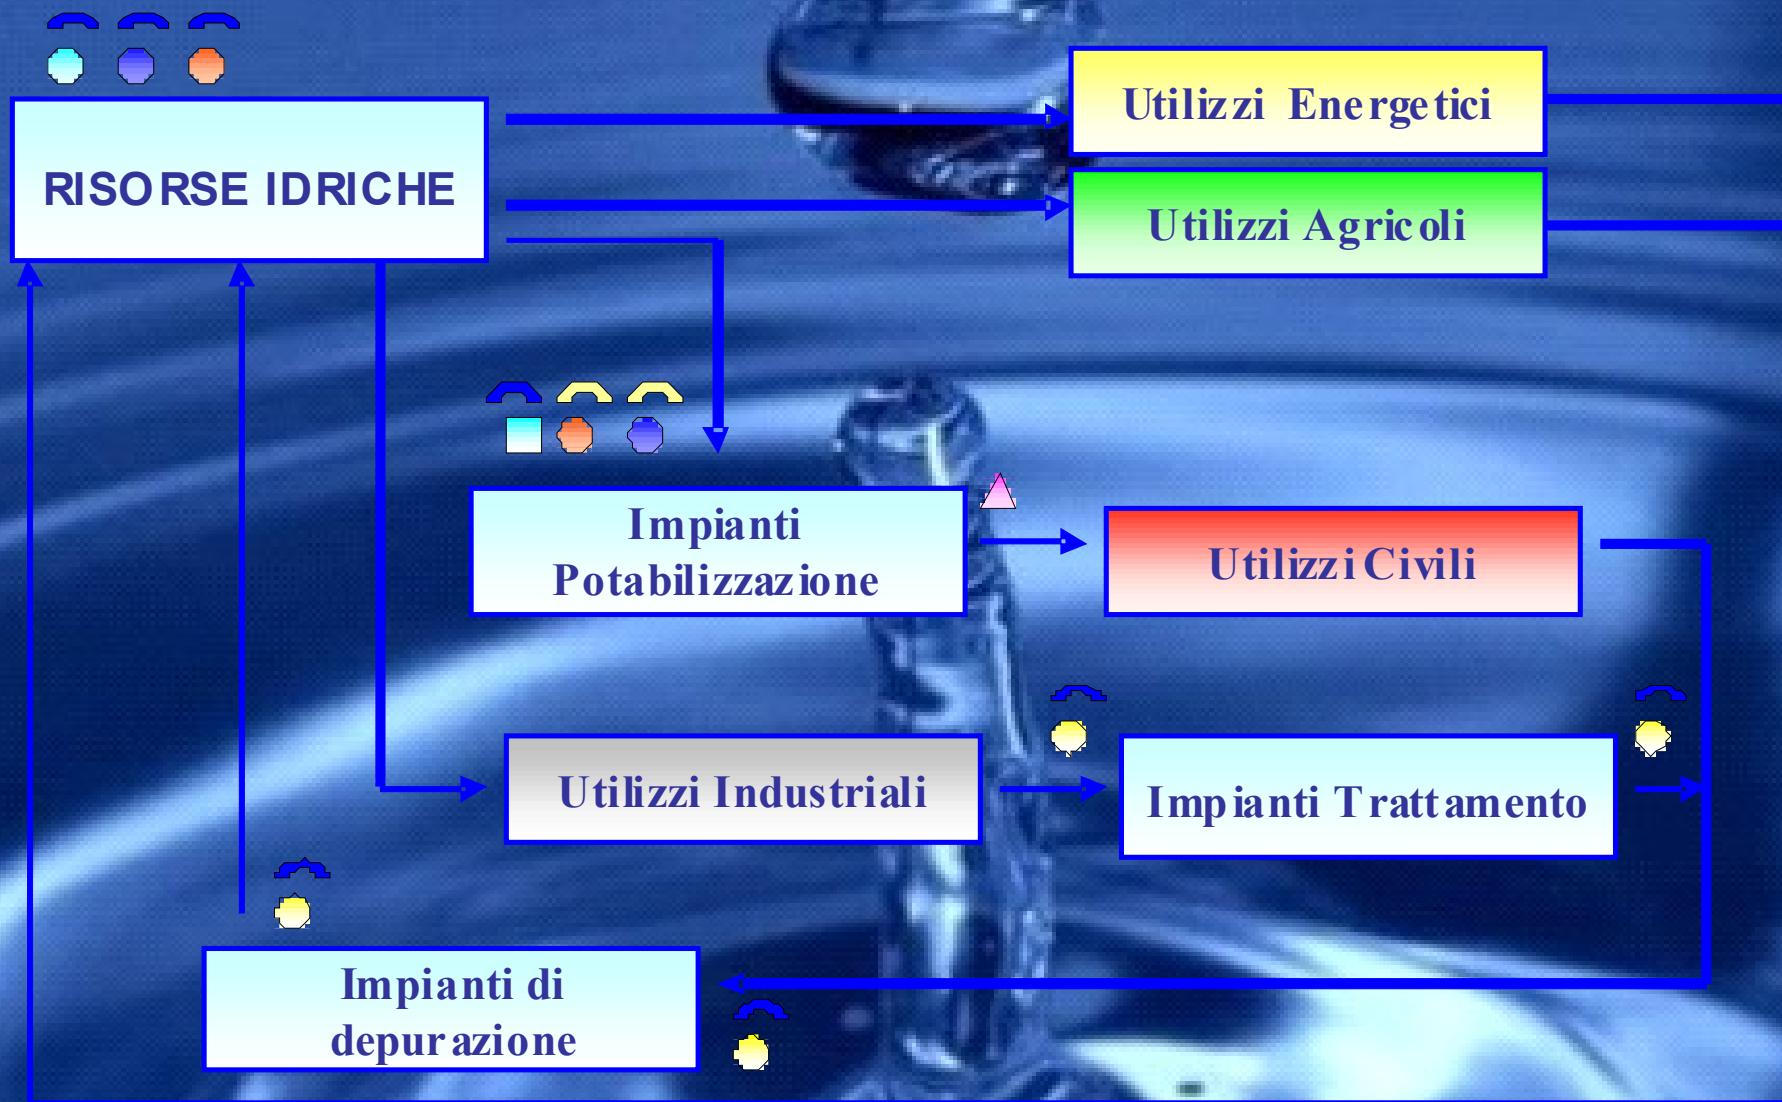 Utilizzi Energetici
RISORSE IDRICHE
Utilizzi Agricoli
Impianti
Potabilizzazione
Utilizzi Civili
Utilizzi Industriali
Impianti Trattamento
Impianti di
depurazione